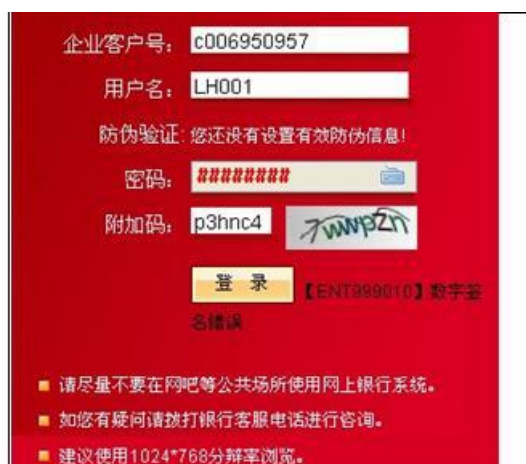 企业客户号： c006950957
用户名： LH001
防伪验证: 您还没有设置有效防伪信息!
密码： ########
附加码： p3hnc4 7wwpZn
登 录 【ENT999010】数字签
名错误
请尽量不要在网吧等公共场所使用网上银行系统。
如您有疑问请拨打银行客服电话进行咨询。
建议使用1024*768分辩率浏览。